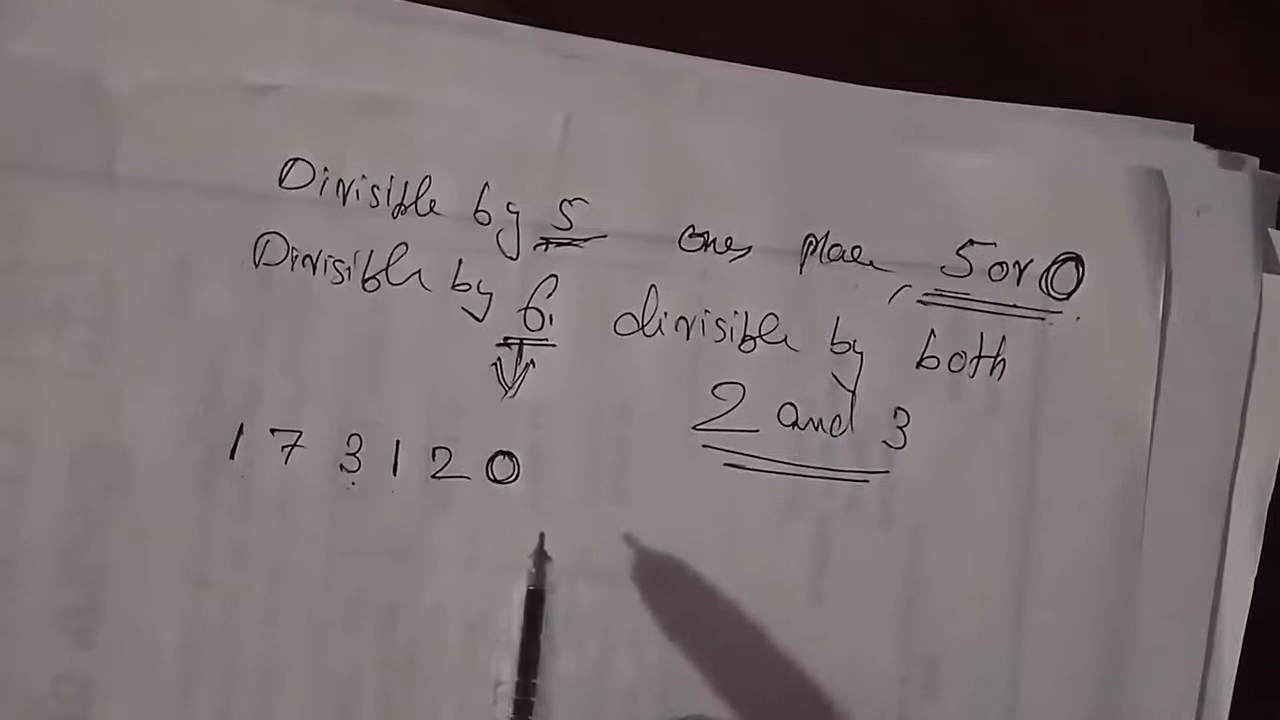 Divisible by 5 ones place, 5 or 0
Divisible by 6. divisible by both
2 and 3
173120